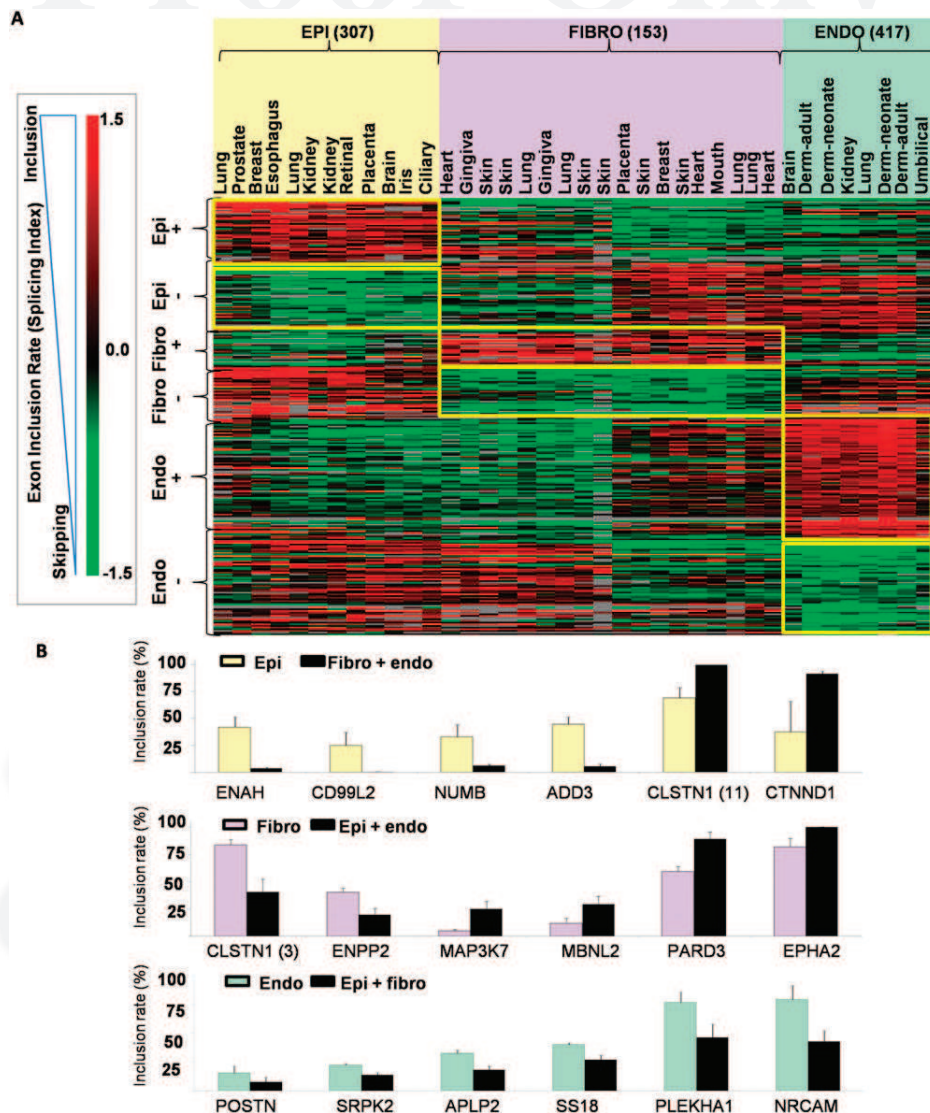 A
EPI (307) FIBRO (153) ENDO (417)
Lung
Prostate
Breast
Esophagus
Lung
Kidney
Kidney
Retinal
Placenta
Brain
Iris
Ciliary
Heart
Gingiva
Skin
Skin
Lung
Gingiva
Lung
Skin
Skin
Placenta
Skin
Breast
Skin
Heart
Mouth
Lung
Lung
Heart
Brain
Derm-adult
Derm-neonate
Kidney
Lung
Derm-neonate
Derm-adult
Umbilical
Exon Inclusion Rate (Splicing Index)
Inclusion
Skipping
1.5
0.0
-1.5
Epi +
Epi -
Fibro +
Fibro -
Endo +
Endo -
B
Inclusion rate (%)
100
75
50
25
Epi Fibro + endo
ENAH CD99L2 NUMB ADD3 CLSTN1 (11) CTNND1
Inclusion rate (%)
100
75
50
25
Fibro Epi + endo
CLSTN1 (3) ENPP2 MAP3K7 MBNL2 PARD3 EPHA2
Inclusion rate (%)
100
75
50
25
Endo Epi + fibro
POSTN SRPK2 APLP2 SS18 PLEKHA1 NRCAM